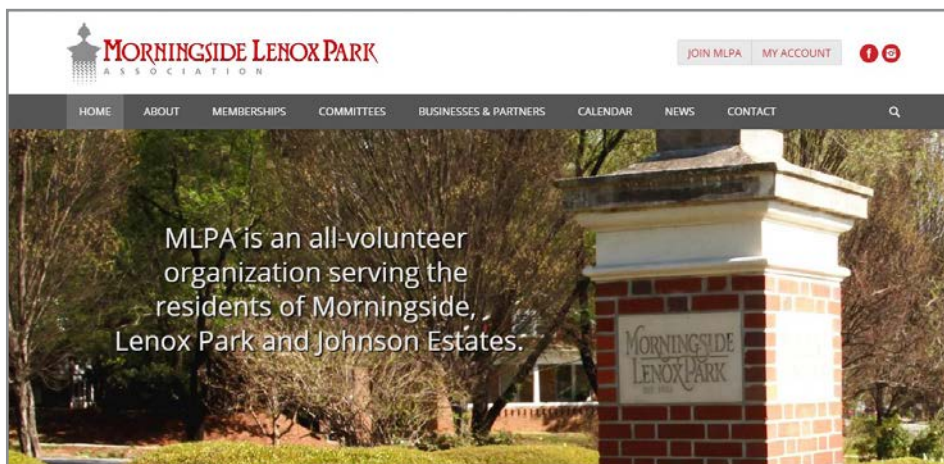 MORNINGSIDE LENOX PARK
ASSOCIATION
JOIN MLPA MY ACCOUNT
HOME ABOUT MEMBERSHIPS COMMITTEES BUSINESSES & PARTNERS CALENDAR NEWS CONTACT
MLPA is an all-volunteer
organization serving the
residents of Morningside,
Lenox Park and Johnson Estates.
MORNINGSIDE
LENOX PARK